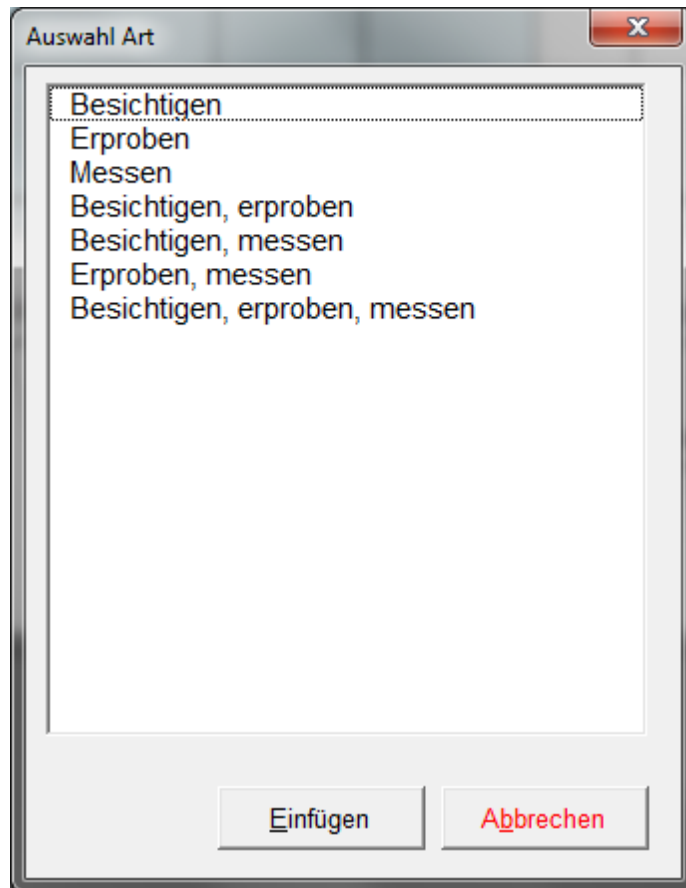 Auswahl Art
Besichtigen
Erproben
Messen
Besichtigen, erproben
Besichtigen, messen
Erproben, messen
Besichtigen, erproben, messen
Einfügen
Abbrechen